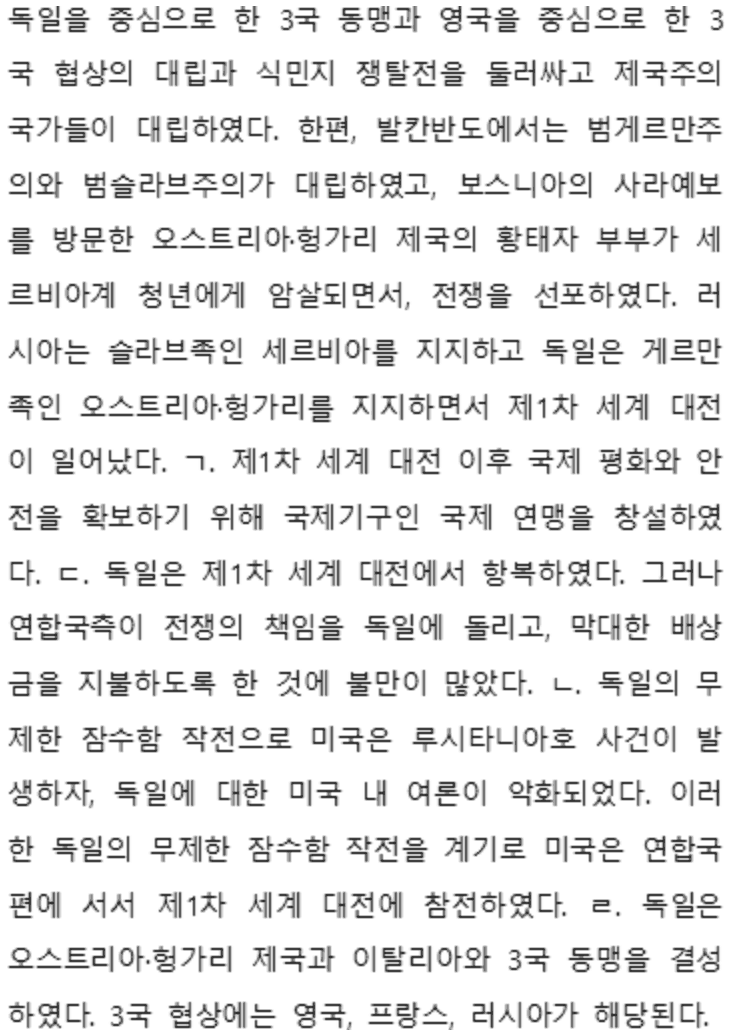 독일을 중심으로 한 3국 동맹과 영국을 중심으로 한 3
국 협상의 대립과 식민지 쟁탈전을 둘러싸고 제국주의
국가들이 대립하였다. 한편, 발칸반도에서는 범게르만주
의와 범슬라브주의가 대립하였고, 보스니아의 사라예보
를 방문한 오스트리아·헝가리 제국의 황태자 부부가 세
르비아계 청년에게 암살되면서, 전쟁을 선포하였다. 러
시아는 슬라브족인 세르비아를 지지하고 독일은 게르만
족인 오스트리아·헝가리를 지지하면서 제1차 세계 대전
이 일어났다. ㄱ. 제1차 세계 대전 이후 국제 평화와 안
전을 확보하기 위해 국제기구인 국제 연맹을 창설하였
다. ㄷ. 독일은 제1차 세계 대전에서 항복하였다. 그러나
연합국측이 전쟁의 책임을 독일에 돌리고, 막대한 배상
금을 지불하도록 한 것에 불만이 많았다. ㄴ. 독일의 무
제한 잠수함 작전으로 미국은 루시타니아호 사건이 발
생하자, 독일에 대한 미국 내 여론이 악화되었다. 이러
한 독일의 무제한 잠수함 작전을 계기로 미국은 연합국
편에 서서 제1차 세계 대전에 참전하였다. ㄹ. 독일은
오스트리아·헝가리 제국과 이탈리아와 3국 동맹을 결성
하였다. 3국 협상에는 영국, 프랑스, 러시아가 해당된다.